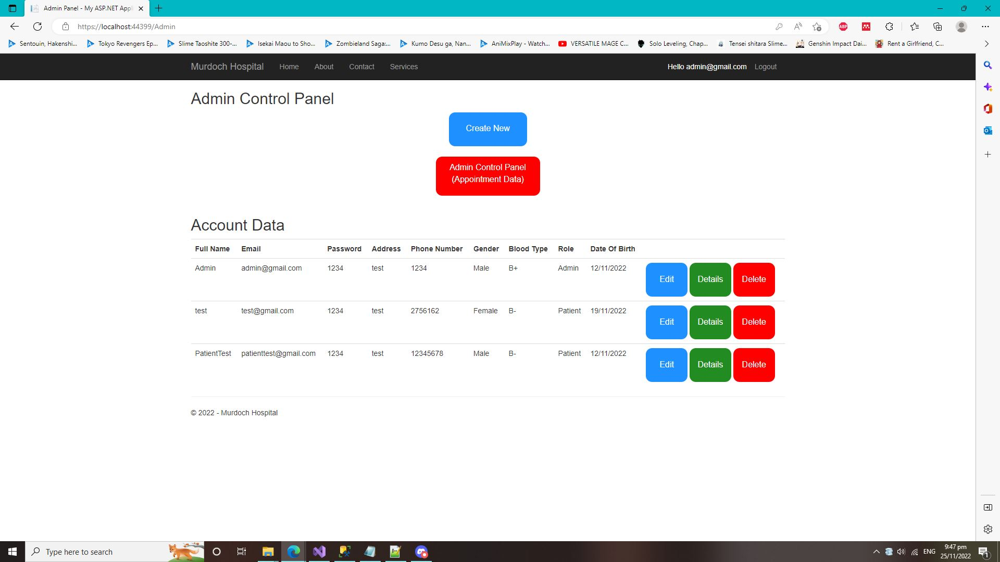 Admin Panel - My ASP.NET Appli
https://localhost:44399/Admin
ABP
Sentouin, Hakenshi... Tokyo Revengers Ep... Slime Taoshite 300-... Isekai Maou to Sho... Zombieland Saga:... Kumo Desu ga, Nan... AniMixPlay - Watch... VERSATILE MAGE C... Solo Leveling, Chap... Tensei shitara Slime... Genshin Impact Dai... Rent a Girlfriend, C...
Murdoch Hospital Home About Contact Services Hello admin@gmail.com Logout
Admin Control Panel
Create New
Admin Control Panel
(Appointment Data)
Account Data
Full Name Email Password Address Phone Number Gender Blood Type Role Date Of Birth
Admin admin@gmail.com 1234 test 1234 Male B+ Admin 12/11/2022 Edit Details Delete
test test@gmail.com 1234 test 2756162 Female B- Patient 19/11/2022 Edit Details Delete
PatientTest patienttest@gmail.com 1234 test 12345678 Male B- Patient 12/11/2022 Edit Details Delete
© 2022 - Murdoch Hospital
Type here to search
ENG
9:47 pm
25/11/2022
1